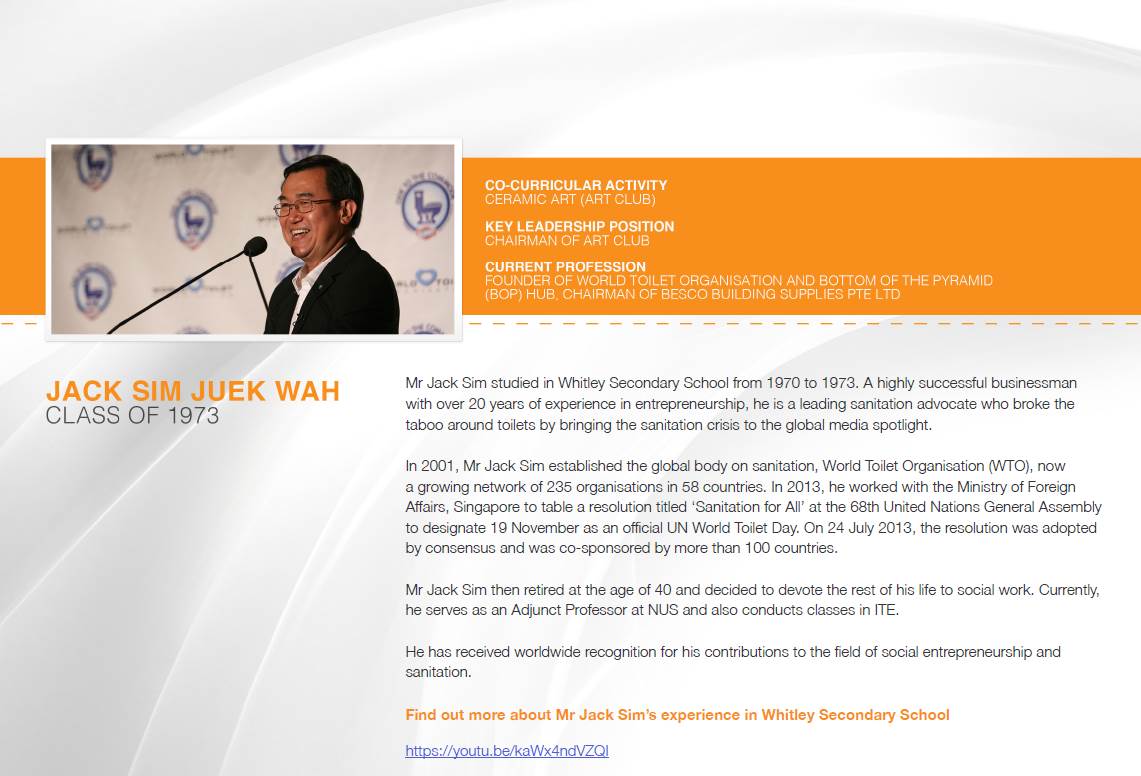 CO-CURRICULAR ACTIVITY
CERAMIC ART (ART CLUB)
KEY LEADERSHIP POSITION
CHAIRMAN OF ART CLUB
CURRENT PROFESSION
FOUNDER OF WORLD TOILET ORGANISATION AND BOTTOM OF THE PYRAMID
(BOP) HUB, CHAIRMAN OF BESCO BUILDING SUPPLIES PTE LTD
JACK SIM JUEK WAH
CLASS OF 1973
Mr Jack Sim studied in Whitley Secondary School from 1970 to 1973. A highly successful businessman
with over 20 years of experience in entrepreneurship, he is a leading sanitation advocate who broke the
taboo around toilets by bringing the sanitation crisis to the global media spotlight.
In 2001, Mr Jack Sim established the global body on sanitation, World Toilet Organisation (WTO), now
a growing network of 235 organisations in 58 countries. In 2013, he worked with the Ministry of Foreign
Affairs, Singapore to table a resolution titled ‘Sanitation for All’ at the 68th United Nations General Assembly
to designate 19 November as an official UN World Toilet Day. On 24 July 2013, the resolution was adopted
by consensus and was co-sponsored by more than 100 countries.
Mr Jack Sim then retired at the age of 40 and decided to devote the rest of his life to social work. Currently,
he serves as an Adjunct Professor at NUS and also conducts classes in ITE.
He has received worldwide recognition for his contributions to the field of social entrepreneurship and
sanitation.
Find out more about Mr Jack Sim’s experience in Whitley Secondary School
https://youtu.be/kaWx4ndVZQI